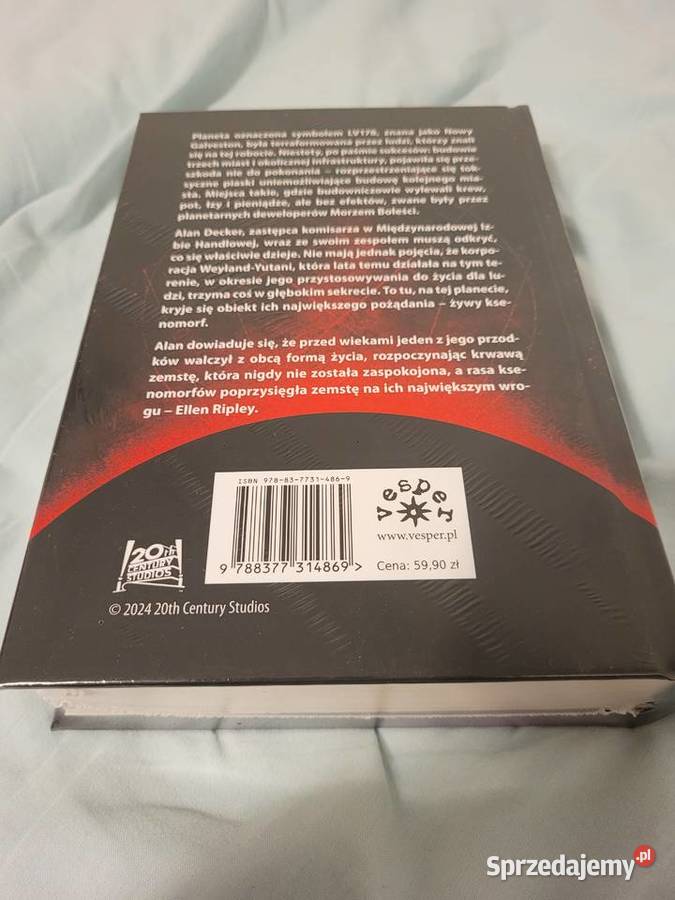 Planeta oznaczona symbolem LV178, znana jako Nowy
Galveston, była terraformowana przez ludzi, którzy znali
się na tej robocie. Niestety, po paśmie sukcesów; budowie
trzech miast i okolicznej infrastruktury, pojawiła się prze-
szkoda nie do pokonania – rozprzestrzeniające się tok-
syczne piaski uniemożliwiające budowę kolejnego mia-
sta. Miejsca takie, gdzie budowniczowie wylewali krew,
pot, łzy i pieniądze, ale bez efektów, zwane były przez
planetarnych deweloperów Morzem Boleści.
Alan Decker, zastępca komisarza w Międzynarodowej Iz-
bie Handlowej, wraz ze swoim zespołem muszą odkryć,
co się właściwie dzieje. Nie mają jednak pojęcia, że korpo-
racja Weyland-Yutani, która lata temu działała na tym te-
renie, w okresie jego przystosowywania do życia dla lu-
dzi, trzyma coś w głębokim sekrecie. To tu, na tej planecie,
kryje się obiekt ich największego pożądania – żywy kse-
nomorf.
Alan dowiaduje się, że przed wiekami jeden z jego przod-
ków walczył z obcą formą życia, rozpoczynając krwawą
zemstę, która nigdy nie została zaspokojona, a rasa kse-
nomorfów poprzysięgła zemstę na ich największym wro-
gu – Ellen Ripley.
ISBN 978-83-7731-486-9
9 788377 314869 >
vesper
www.vesper.pl
Cena: 59,90 zł
20th
CENTURY
STUDIOS
© 2024 20th Century Studios
Sprzedajemy.pl